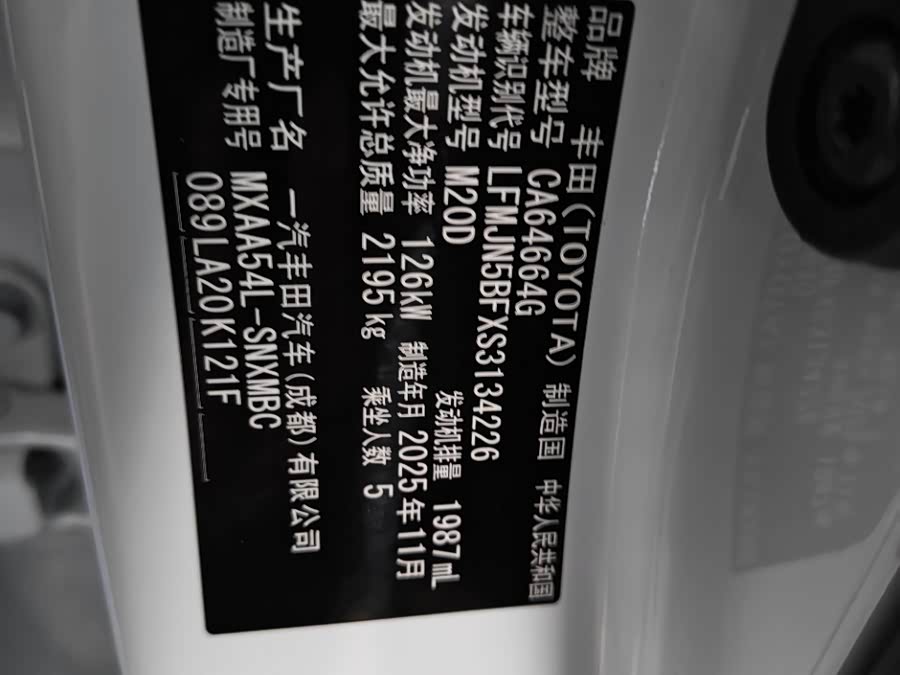 品牌 丰田(TOYOTA) 制造国 中华人民共和国
整车型号 CA64664G
车辆识别代号 LFMJN5BFXS3134226
发动机型号 M20D 发动机排量 1987mL
发动机最大净功率 126kW 制造年月 2025年11月
最大允许总质量 2195kg 乘坐人数 5
生产厂名 一汽丰田汽车(成都)有限公司
制造厂专用号 MXAA54L-SNXMBC
089LA20K121F